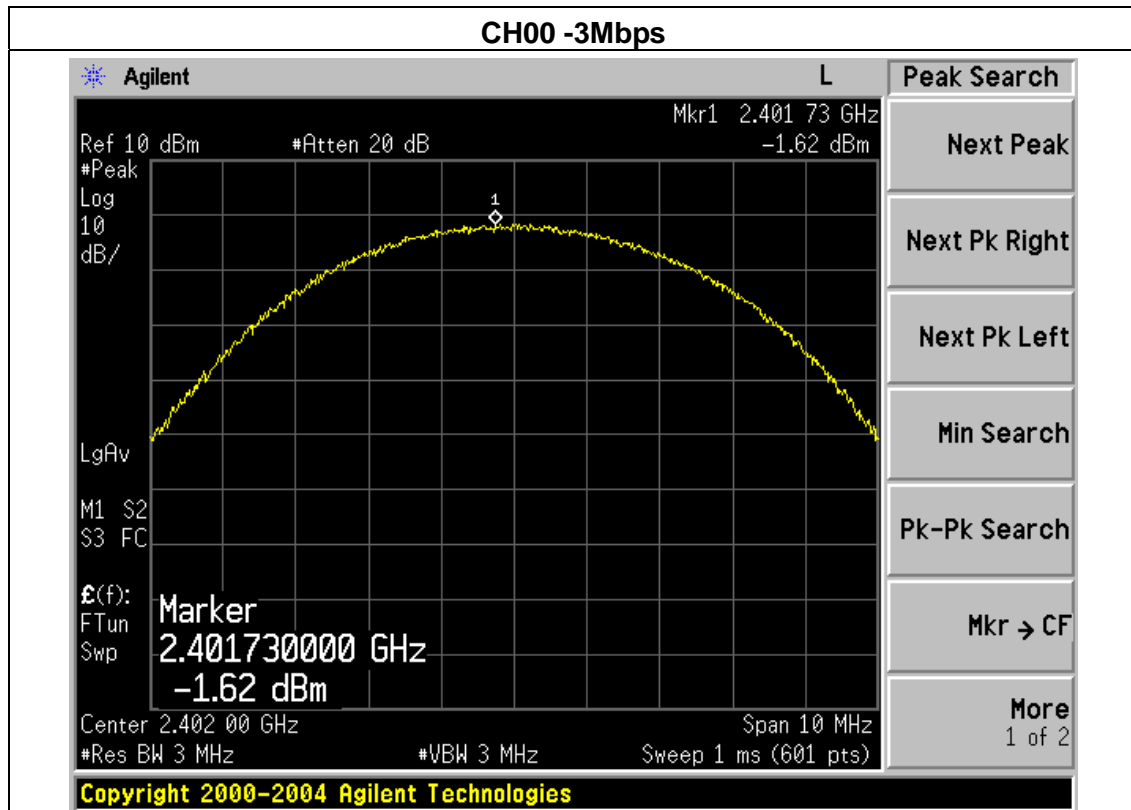 CH00 -3Mbps
Agilent L Peak Search
Mkr1 2.401 73 GHz
Ref 10 dBm #Atten 20 dB -1.62 dBm
#Peak
Log
10
dB/
1
LgAv
M1 S2
S3 FC
£(f):
FTun
Swp
Marker
2.401730000 GHz
-1.62 dBm
Center 2.402 00 GHz Span 10 MHz
#Res BW 3 MHz #VBW 3 MHz Sweep 1 ms (601 pts)
Next Peak
Next Pk Right
Next Pk Left
Min Search
Pk-Pk Search
Mkr → CF
More
1 of 2
Copyright 2000-2004 Agilent Technologies